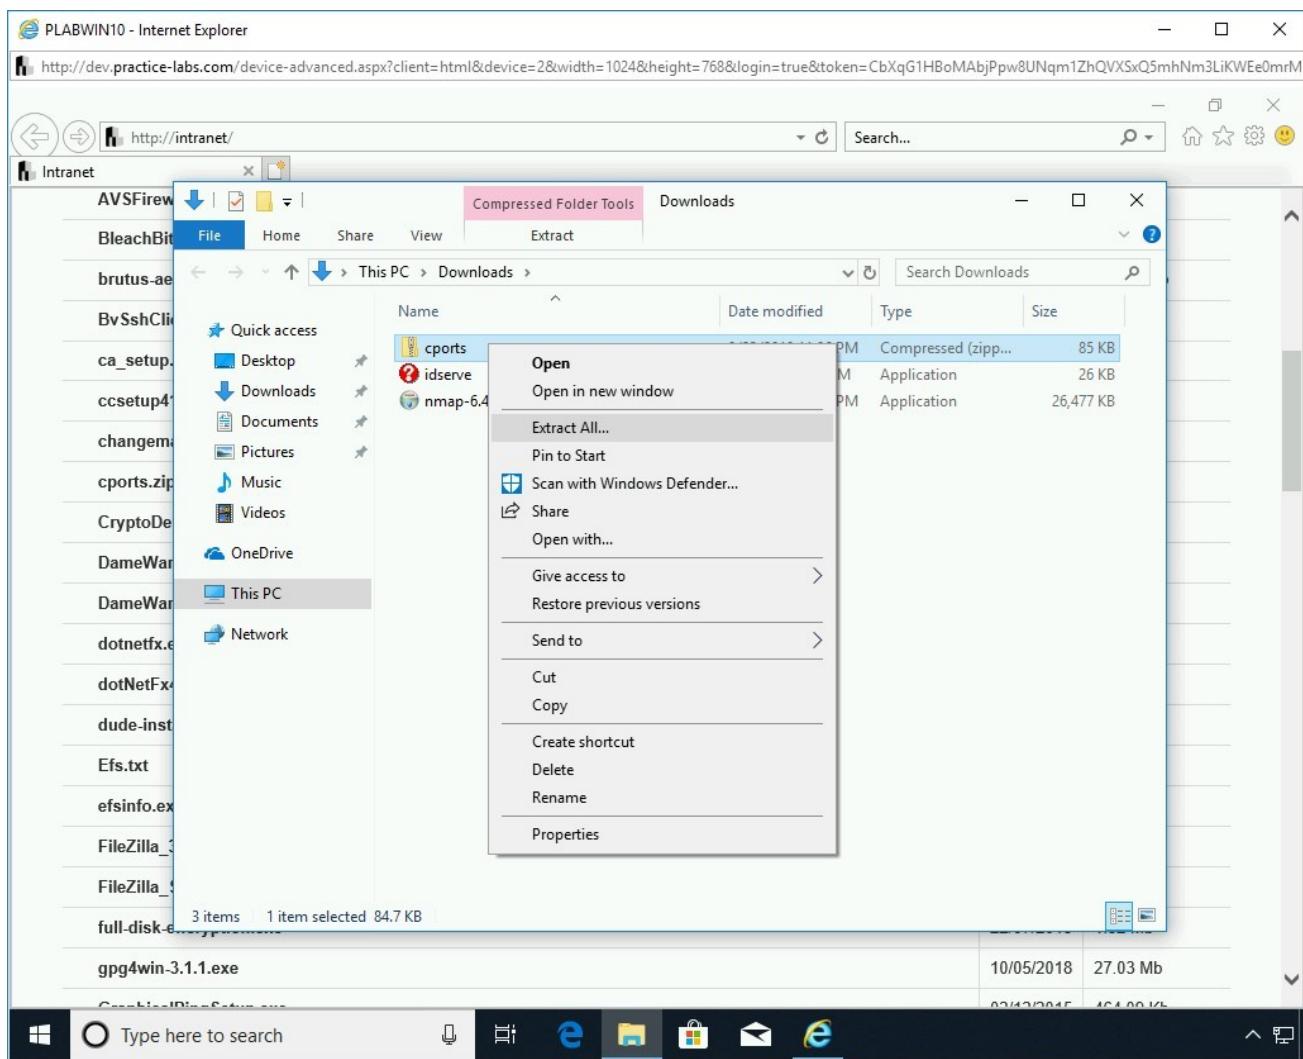 PLABWIN10 - Internet Explorer
http://dev.practice-labs.com/device-advanced.aspx?client=html&device=2&width=1024&height=768&login=true&token=CbXqG1HBoMAbjPpw8UNqm1ZhQVXSxQ5mhNm3LiKWEe0mrM
http://intranet/
Search...
Intranet
AVSFirew
Compressed Folder Tools
Downloads
BleachBit
File Home Share View Extract
brutus-ae
This PC > Downloads >
Search Downloads
BvSshClie
Name Date modified Type Size
Quick access
ca_setup.
Desktop
cports PM Compressed (zipp... 85 KB
idserve M Application 26 KB
nmap-6.4 PM Application 26,477 KB
ccsetup41
Downloads
Documents
changema
Pictures
cports.zip
Music
CryptoDe
Videos
DameWar
OneDrive
DameWar
This PC
dotnetfx.e
Network
dotNetFx4
dude-inst
Efs.txt
efsinfo.ex
FileZilla_3
FileZilla_S
Open
Open in new window
Extract All...
Pin to Start
Scan with Windows Defender...
Share
Open with...
Give access to
Restore previous versions
Send to
Cut
Copy
Create shortcut
Delete
Rename
Properties
3 items 1 item selected 84.7 KB
full-disk-e
gpg4win-3.1.1.exe 10/05/2018 27.03 Mb
Type here to search